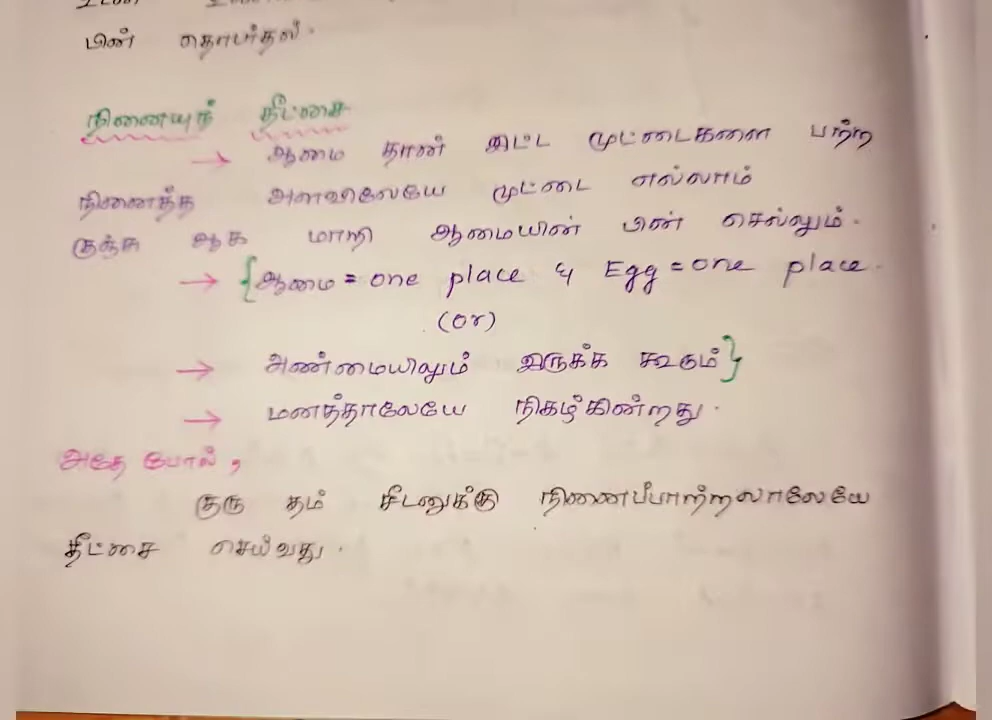 பின் தொடர்தல்.
நினையுந் தீட்சை
→ ஆமை தான் இட்ட முட்டைகளை பற்றி
நினைத்த அளவிலேயே முட்டை எல்லாம்
குஞ்சு ஆக மாறி ஆமையின் பின் செல்லும்.
→ {ஆமை = one place & Egg = one place.
(or)
→ அண்மையிலும் இருக்க கூடும்}
→ மனத்தாலேயே நிகழ்கின்றது.
அதே போல்,
குரு தம் சீடனுக்கு நினைப்பாற்றலாலேயே
தீட்சை செய்வது.